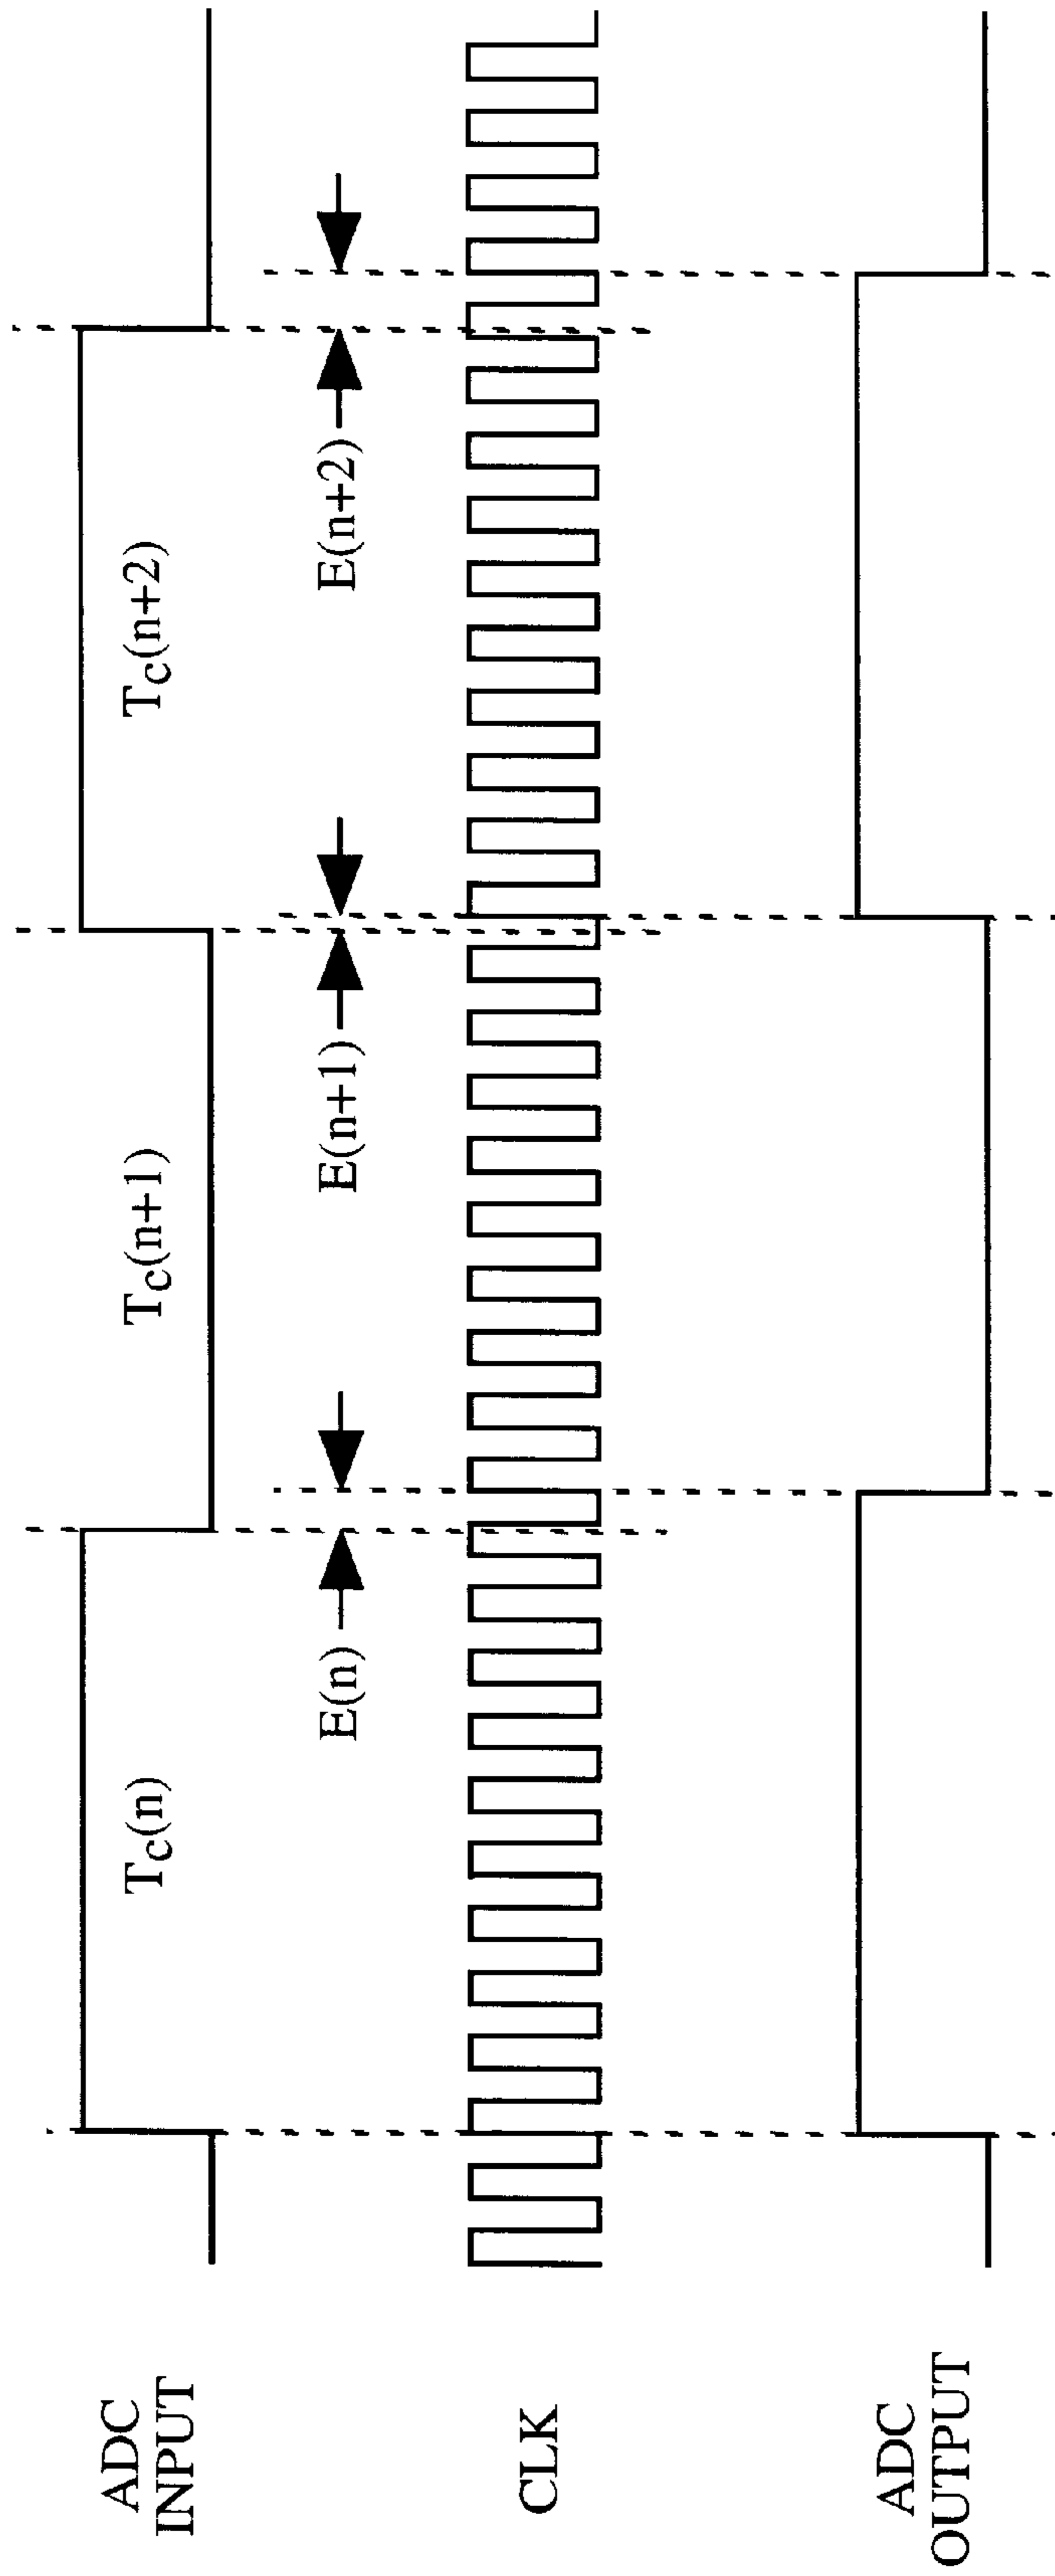 ADC
INPUT
Tc(n)
Tc(n+1)
Tc(n+2)
E(n)
E(n+1)
E(n+2)
CLK
ADC
OUTPUT